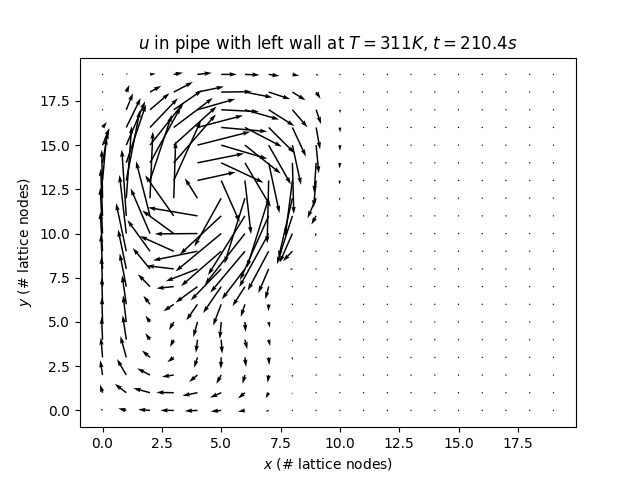 u in pipe with left wall at T = 311K, t = 210.4s
17.5
15.0
12.5
10.0
7.5
5.0
2.5
0.0
y (# lattice nodes)
0.0 2.5 5.0 7.5 10.0 12.5 15.0 17.5
x (# lattice nodes)